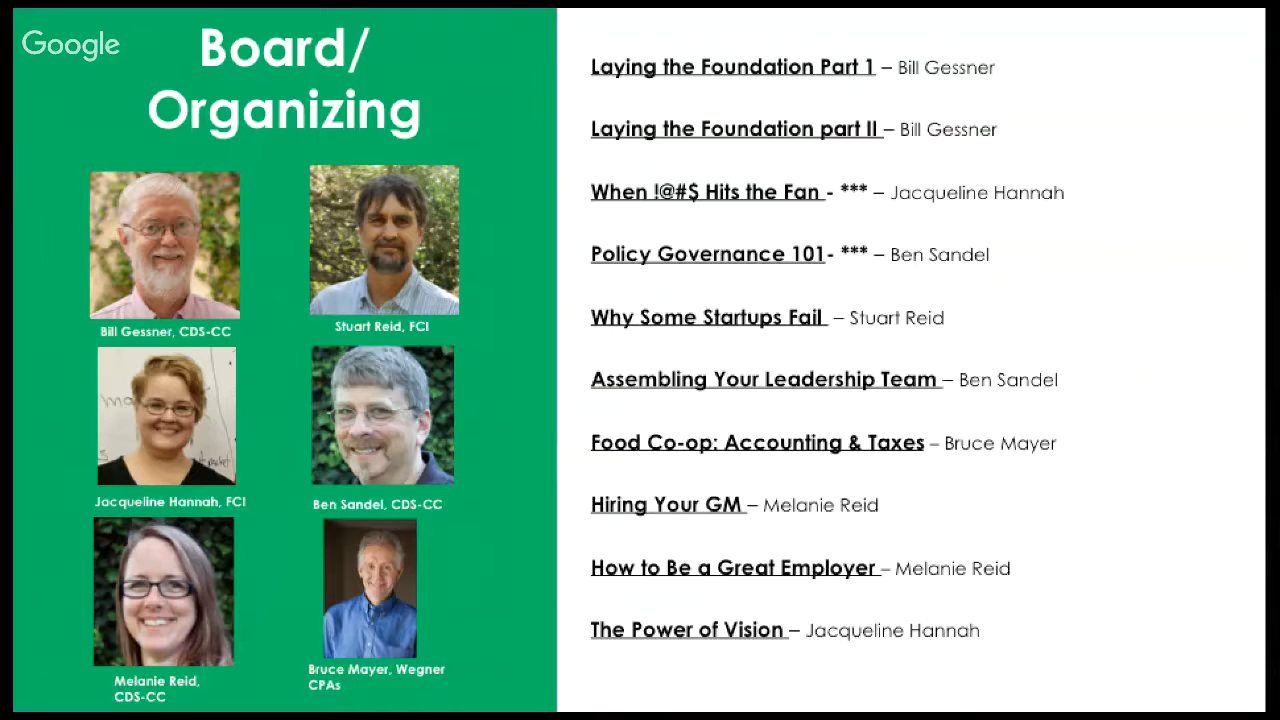 Google
Board/
Organizing
Bill Gessner, CDS-CC
Stuart Reid, FCI
Jacqueline Hannah, FCI
Ben Sandel, CDS-CC
Melanie Reid,
CDS-CC
Bruce Mayer, Wegner
CPAs
Laying the Foundation Part 1 – Bill Gessner
Laying the Foundation part II – Bill Gessner
When !@#$ Hits the Fan - *** – Jacqueline Hannah
Policy Governance 101- *** – Ben Sandel
Why Some Startups Fail – Stuart Reid
Assembling Your Leadership Team – Ben Sandel
Food Co-op: Accounting & Taxes – Bruce Mayer
Hiring Your GM – Melanie Reid
How to Be a Great Employer – Melanie Reid
The Power of Vision – Jacqueline Hannah